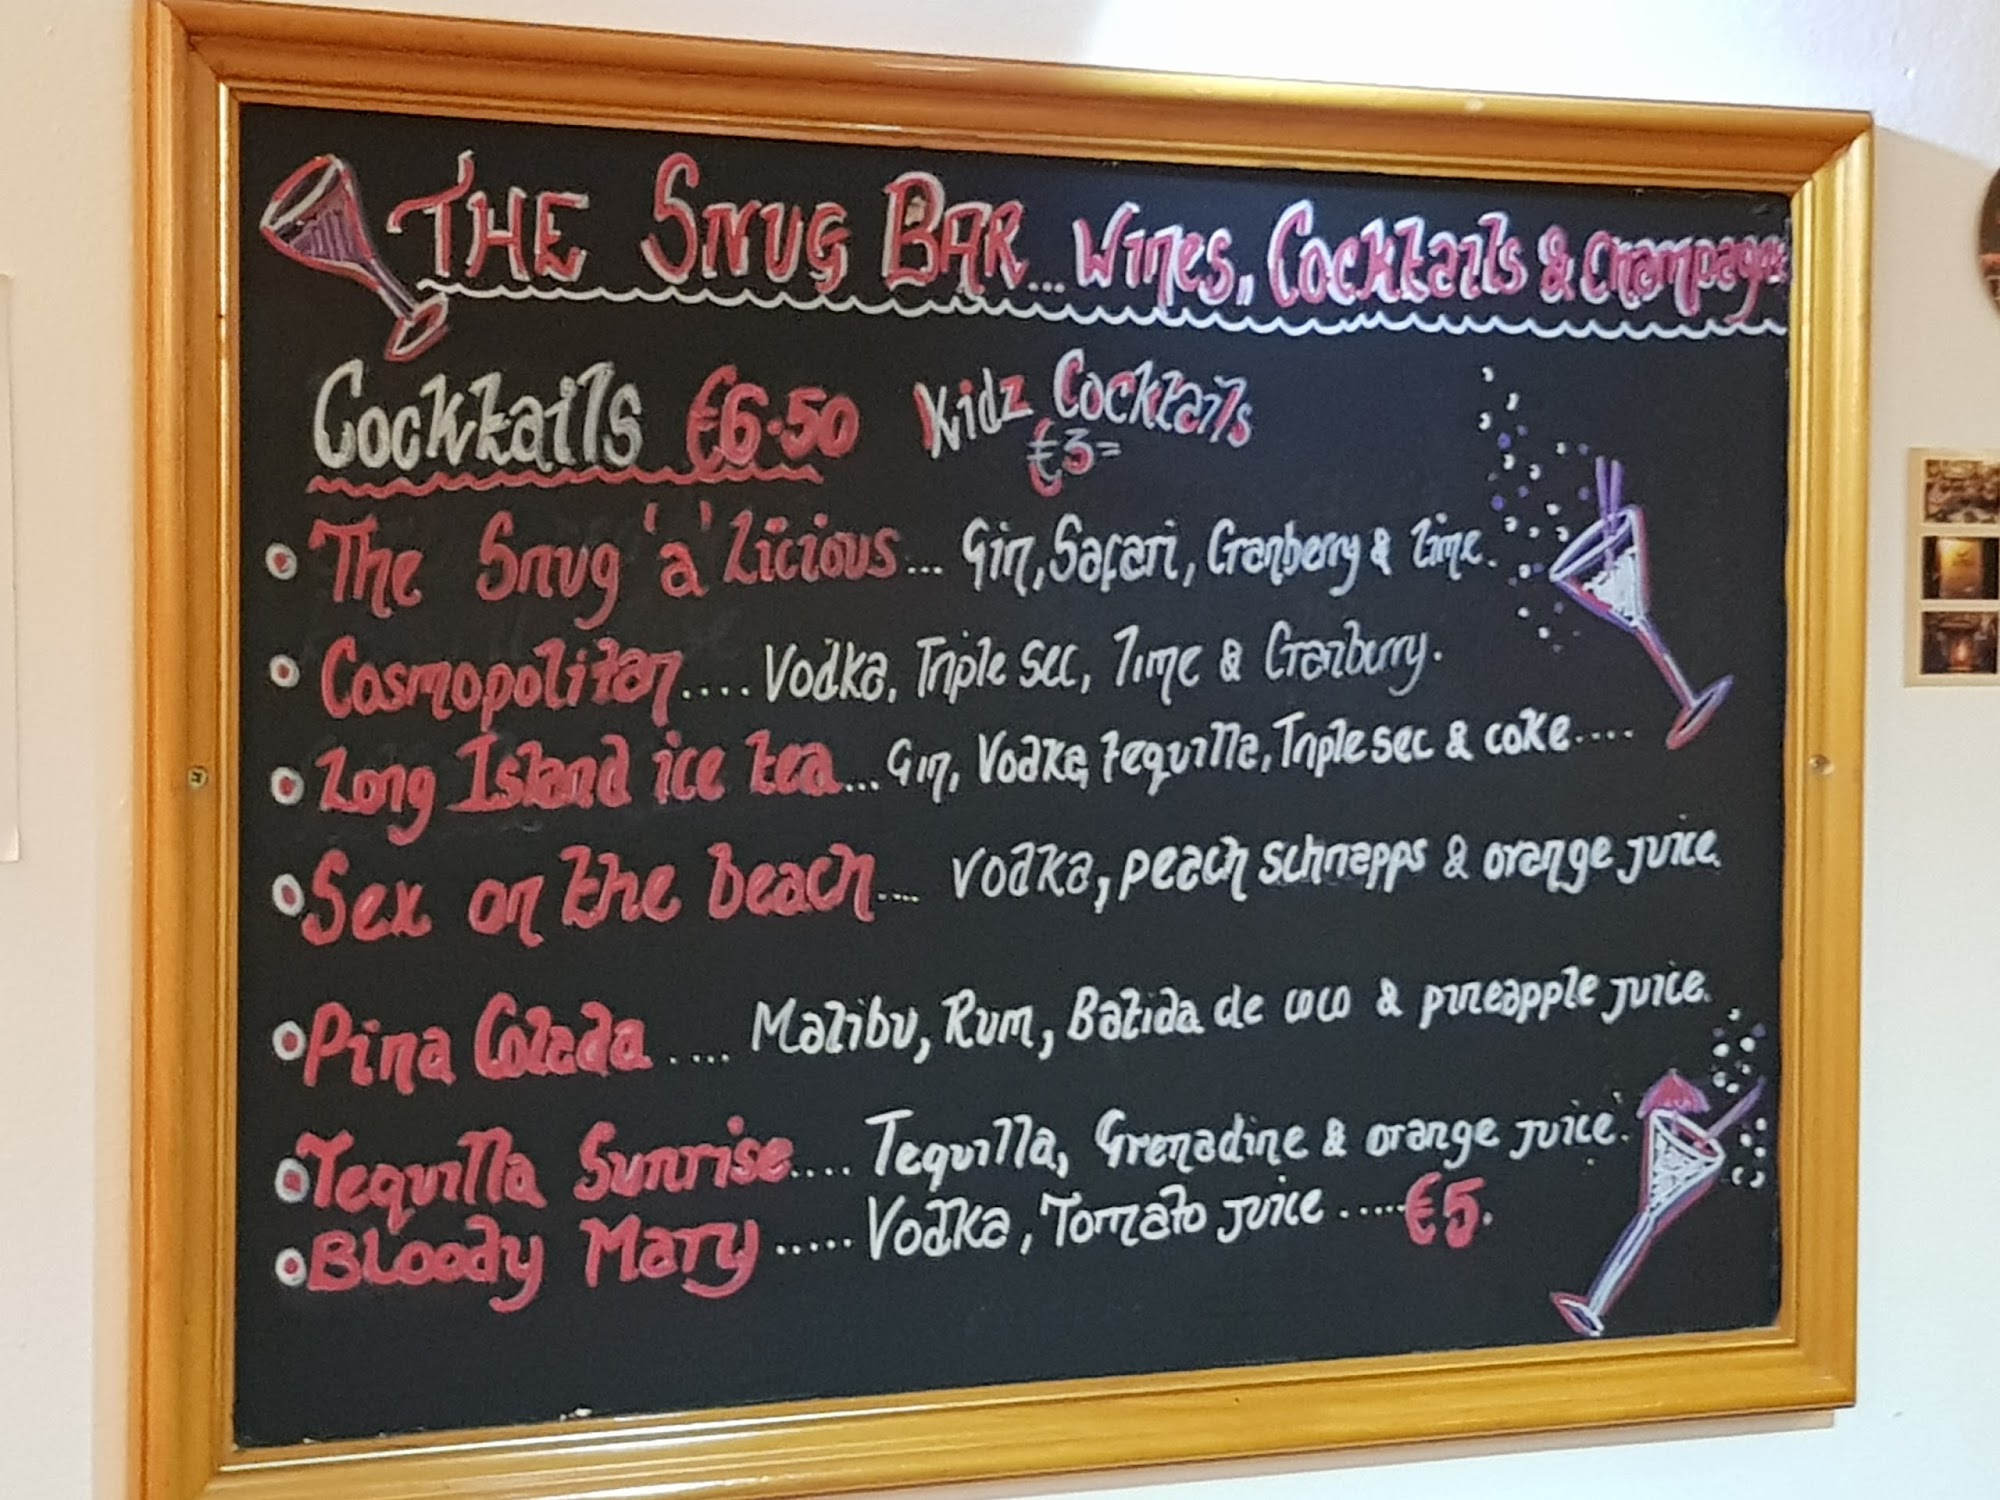 THE SNUG BAR... Wines, Cocktails & Champagne
Cocktails €6.50
Kidz Cocktails
€3=
The Snug 'a' Licious... Gin, Safari, Cranberry & Lime.
Cosmopolitan.... Vodka, Triple sec, Lime & Cranberry.
Long Island ice tea... Gin, Vodka, tequilla, Triple sec & coke....
Sex on the beach.... Vodka, peach schnapps & orange juice.
Pina Colada .... Malibu, Rum, Batida de coco & pineapple juice.
Tequilla Sunrise.... Tequilla, Grenadine & orange juice.
Bloody Mary ..... Vodka, Tomato juice .....€5.